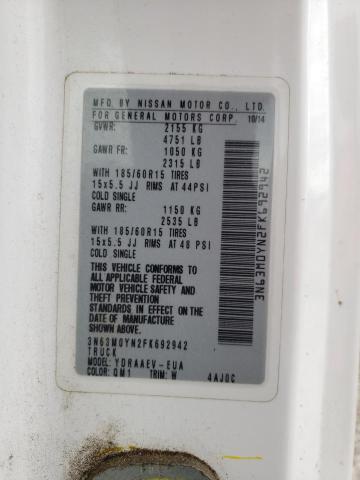 MFD. BY NISSAN MOTOR CO., LTD.
FOR GENERAL MOTORS CORP. 10/14
GVWR: 2155 KG
4751 LB
GAWR FR: 1050 KG
2315 LB
WITH 185/60R15 TIRES
15x5.5 JJ RIMS AT 44PSI
COLD SINGLE
GAWR RR: 1150 KG
2535 LB
WITH 185/60R15 TIRES
15x5.5 JJ RIMS AT 48 PSI
COLD SINGLE
THIS VEHICLE CONFORMS TO
ALL APPLICABLE FEDERAL
MOTOR VEHICLE SAFETY AND
THEFT PREVENTION
STANDARDS IN EFFECT ON
THE DATE OF MANUFACTURE
SHOWN ABOVE.
3N63M0YN2FK692942
TRUCK
MODEL: YDRAAEV-EUA
COLOR: QM1 TRIM: W 4AJ0C
3N63M0YN2FK692942